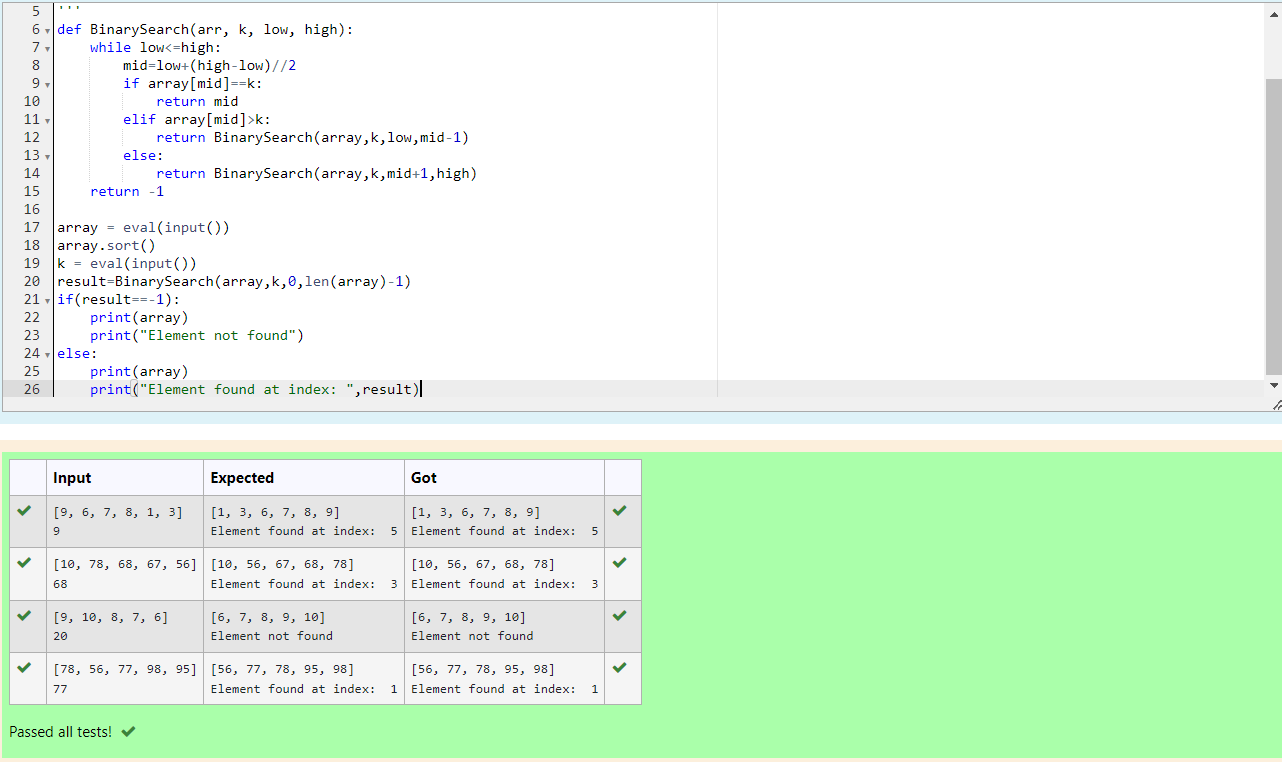 5 '''
6 def BinarySearch(arr, k, low, high):
7     while low<=high:
8         mid=low+(high-low)//2
9         if array[mid]==k:
10             return mid
11         elif array[mid]>k:
12             return BinarySearch(array,k,low,mid-1)
13         else:
14             return BinarySearch(array,k,mid+1,high)
15     return -1
16
17 array = eval(input())
18 array.sort()
19 k = eval(input())
20 result=BinarySearch(array,k,0,len(array)-1)
21 if(result==-1):
22     print(array)
23     print("Element not found")
24 else:
25     print(array)
26     print("Element found at index: ",result)
Input Expected Got
[9, 6, 7, 8, 1, 3] [1, 3, 6, 7, 8, 9] [1, 3, 6, 7, 8, 9]
9 Element found at index:  5 Element found at index:  5
[10, 78, 68, 67, 56] [10, 56, 67, 68, 78] [10, 56, 67, 68, 78]
68 Element found at index:  3 Element found at index:  3
[9, 10, 8, 7, 6] [6, 7, 8, 9, 10] [6, 7, 8, 9, 10]
20 Element not found Element not found
[78, 56, 77, 98, 95] [56, 77, 78, 95, 98] [56, 77, 78, 95, 98]
77 Element found at index:  1 Element found at index:  1
Passed all tests!